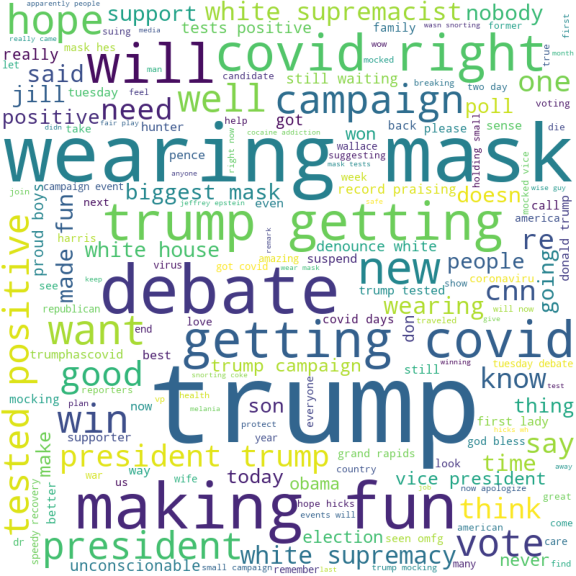 apparently people
suing media wasn snorting former
hope support white supremacist nobody
really came tests positive family first
mask hes will covid right true
really man wow mocked month
let said candidate breaking two day one
jill tuesday still waiting voting
feel
positive need well campaign poll
didn fair play help got won back please sense die
take hunter
wearing mask
cocaine addiction right now holding small mocked vice
pence wallace suggesting mask tests
anyone week
join campaign event biggest mask record praising doesn wise guy
jeffrey epstein even call
proud boys made fun next trump getting re america donald trump
harris white house remark denounce white
virus amazing suspend new people going
see got covid wear mask trump tested show coronaviru
republican keep debate wearing cnn will now
tested positive want end love covid days don traveled give
trumphascovid best getting covid
winning tuesday debate
good trump campaign still know test
mocking reporters snorting coke
plan now vp health son everyone thing
win melania trump first lady
supporter protect god bless say
make year
president trump grand rapids look time hicks wh away
war country
way today obama vice president now apologize
better us wife think great
speedy recovery making fun hope hicks job
events will seen omfg american
dr president election vote come
white supremacy many care
unconscionable small campaign remember last trump mocking never find
safe